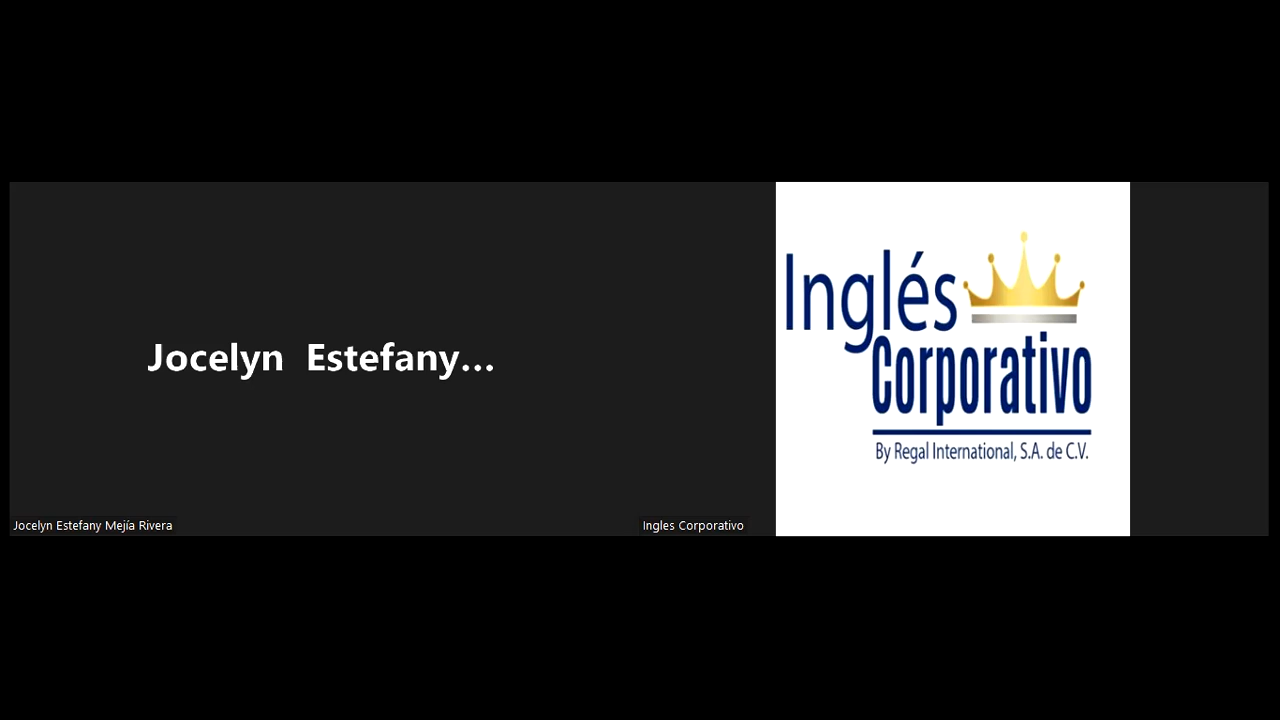 Jocelyn  Estefany...
Jocelyn Estefany Mejía Rivera
Inglés
Corporativo
By Regal International, S.A. de C.V.
Ingles Corporativo